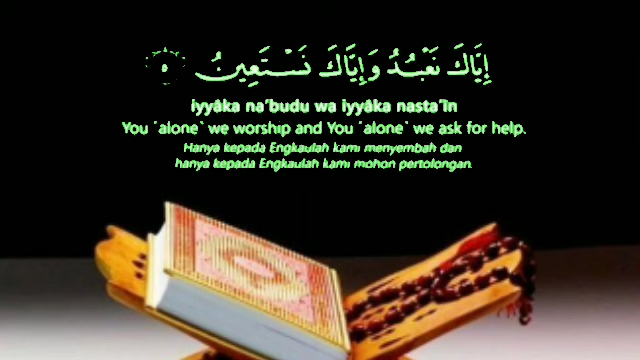 إِيَّاكَ نَعْبُدُ وَإِيَّاكَ نَسْتَعِينُ ٥
iyyâka na’budu wa iyyâka nasta’în
You ˹alone˺ we worship and You ˹alone˺ we ask for help.
Hanya kepada Engkaulah kami menyembah dan
hanya kepada Engkaulah kami mohon pertolongan.